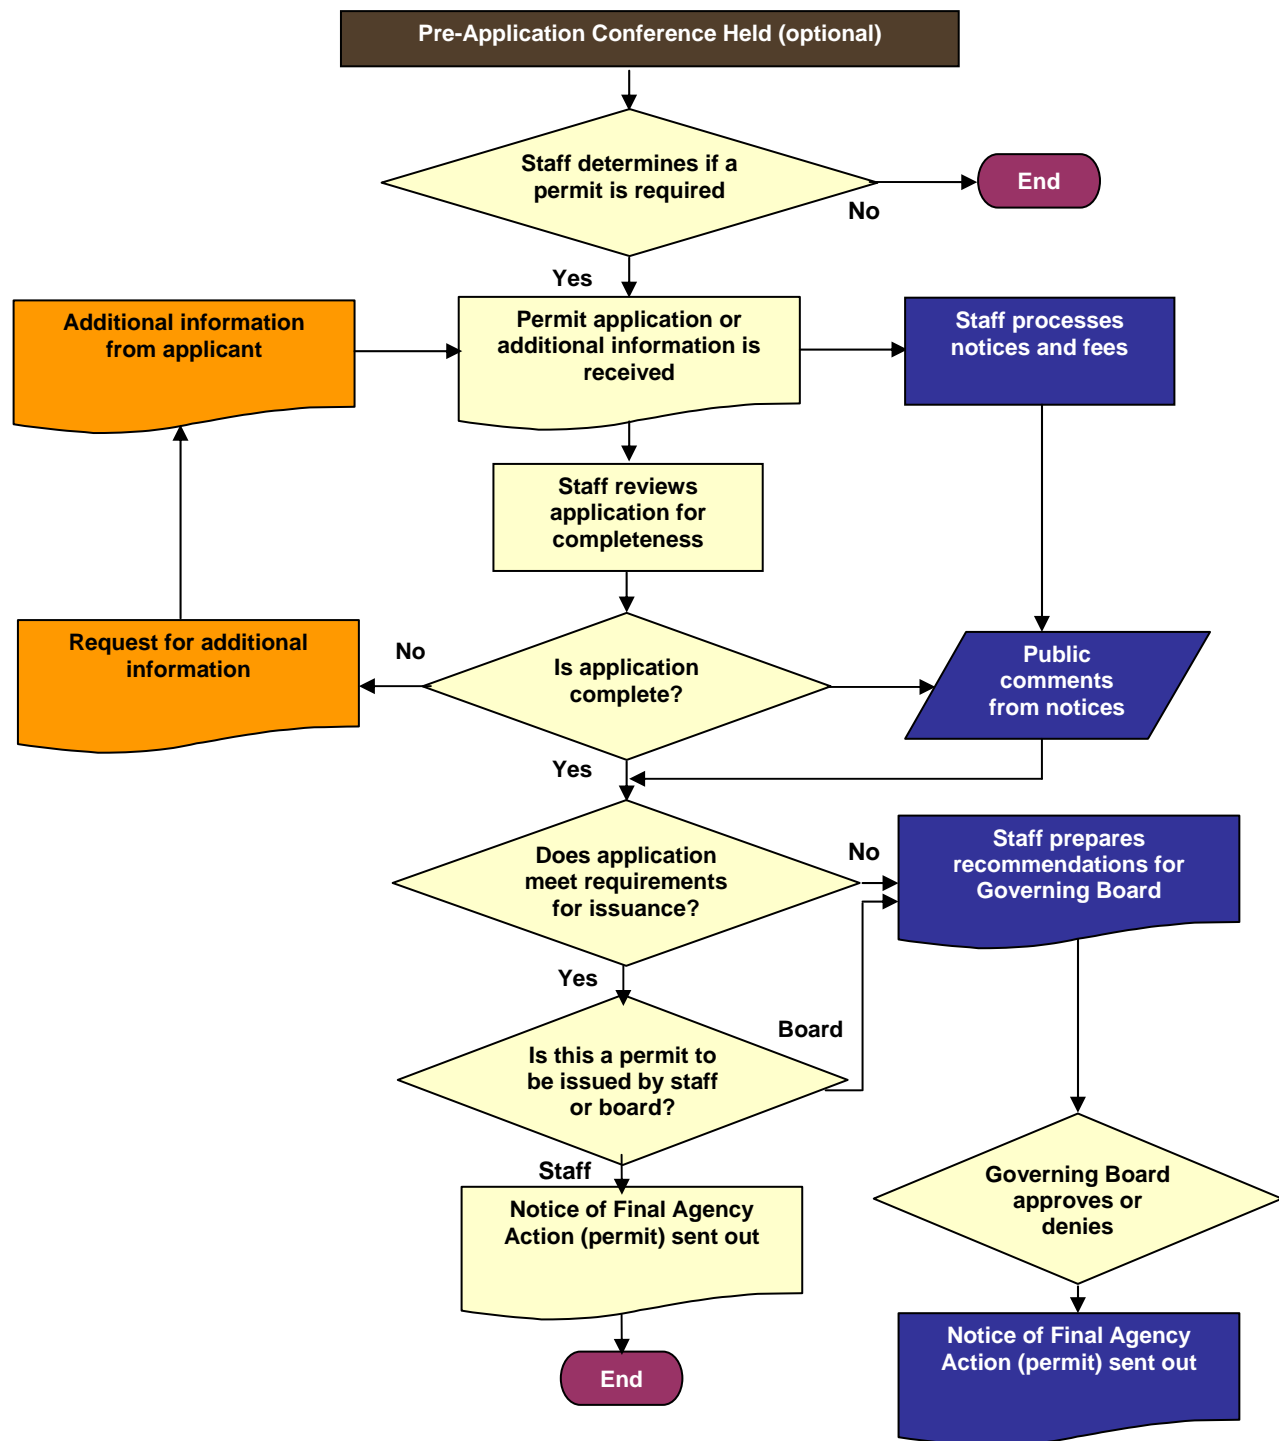 Pre-Application Conference Held (optional)
Staff determines if a
permit is required
End
No
Yes
Additional information
from applicant
Permit application or
additional information is
received
Staff processes
notices and fees
Staff reviews
application for
completeness
Request for additional
information
No
Is application
complete?
Public
comments
from notices
Yes
Does application
meet requirements
for issuance?
No
Staff prepares
recommendations for
Governing Board
Yes
Board
Is this a permit to
be issued by staff
or board?
Staff
Governing Board
approves or
denies
Notice of Final Agency
Action (permit) sent out
End
Notice of Final Agency
Action (permit) sent out